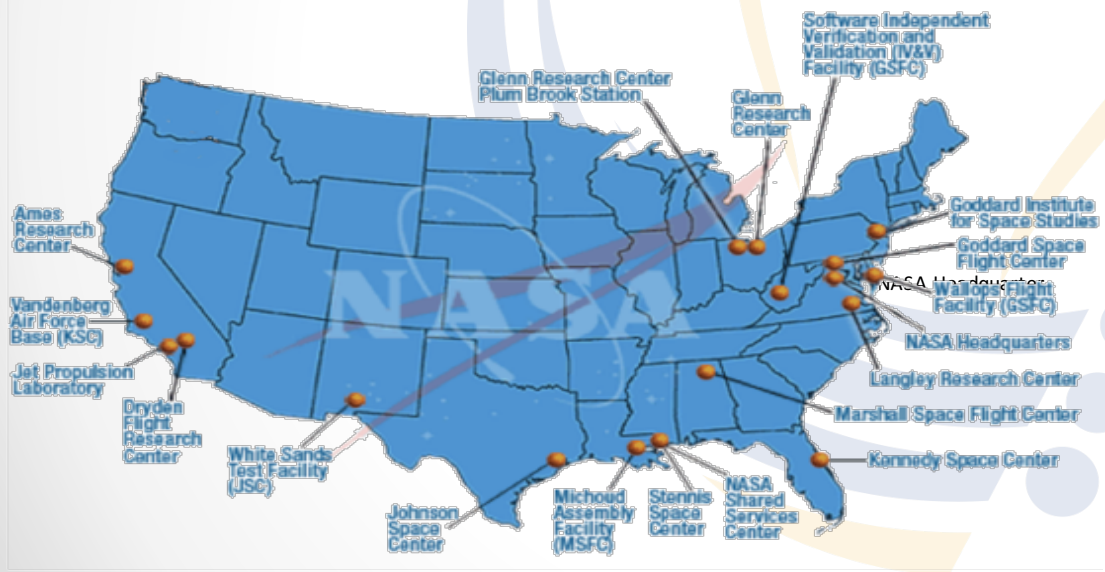 Software Independent
Verification and
Validation (IV&V)
Facility (GSFC)
Glenn Research Center
Plum Brook Station
Glenn
Research
Center
Ames
Research
Center
Goddard Institute
for Space Studies
Goddard Space
Flight Center
NASA Headquarters
Wallops Flight
Facility (GSFC)
NASA
Vandenberg
Air Force
Base (KSC)
NASA Headquarters
Jet Propulsion
Laboratory
Langley Research Center
Dryden
Flight
Research
Center
Marshall Space Flight Center
White Sands
Test Facility
(JSC)
Kennedy Space Center
Johnson
Space
Center
Michoud
Assembly
Facility
(MSFC)
Stennis
Space
Center
NASA
Shared
Services
Center